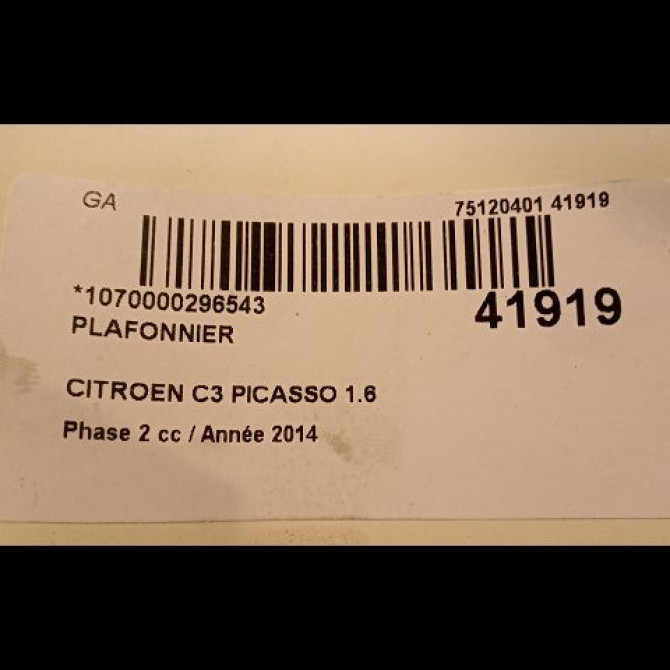 GA
75120401 41919
*1070000296543
41919
PLAFONNIER
CITROEN C3 PICASSO 1.6
Phase 2 cc / Année 2014